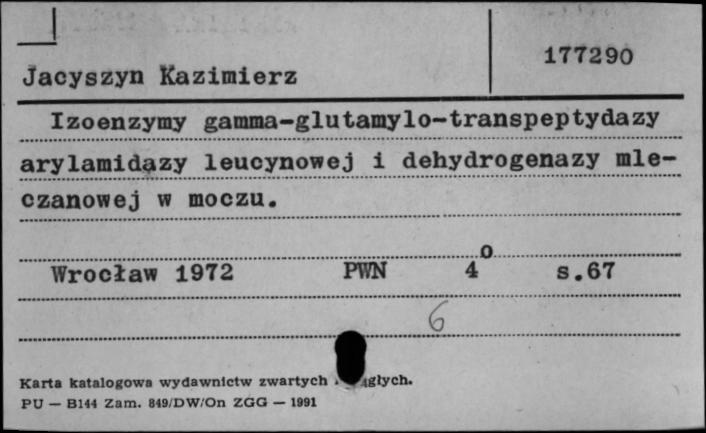 177290
Jacyszyn Kazimierz
Izoenzymy gamma-glutamylo-transpeptydazy
arylamidazy leucynowej i dehydrogenazy mle-
czanowej w moczu.
Wrocław 1972 PWN 4° s.67
6
Karta katalogowa wydawnictw zwartych
PU — B144 Zam. 849/DW/On ZGG — 1991